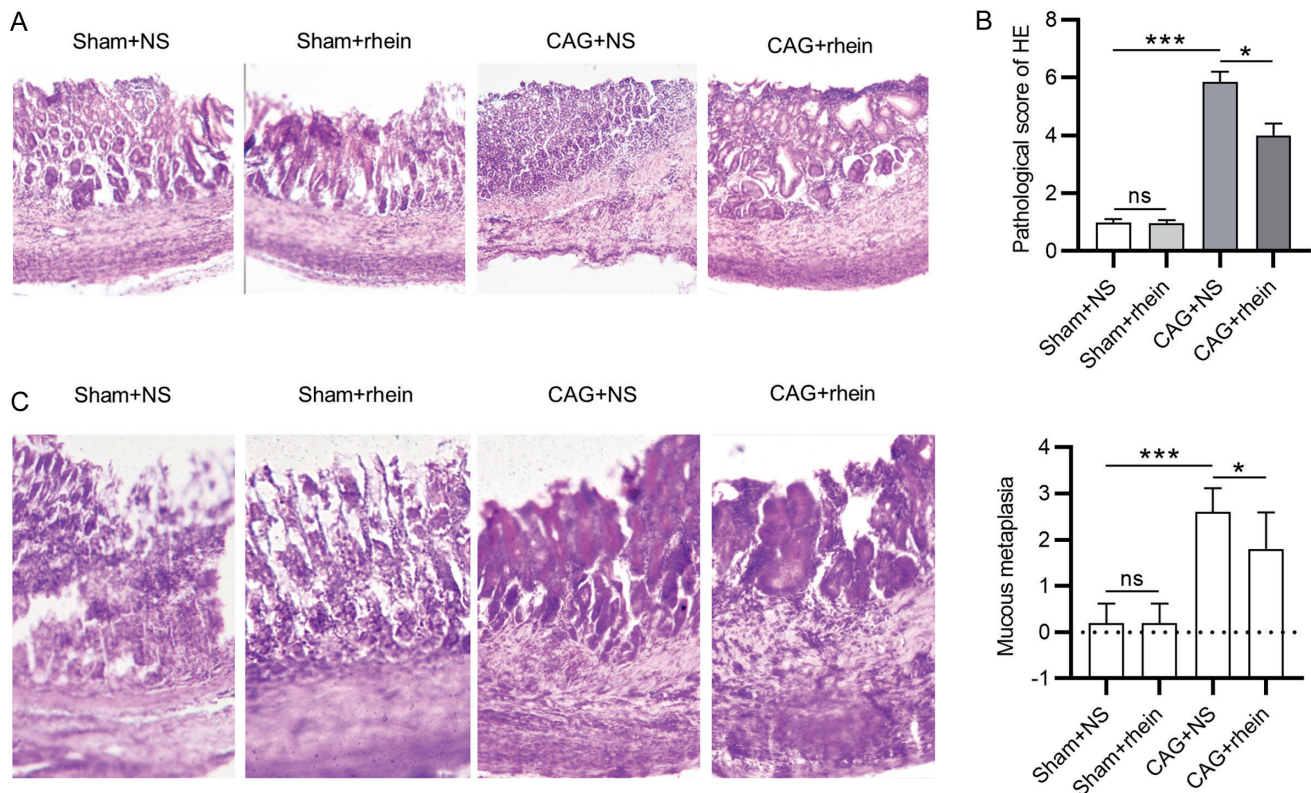 A
Sham+NS
Sham+rhein
CAG+NS
CAG+rhein
B
Pathological score of HE
8
6
4
2
0
***
*
ns
Sham+NS
Sham+rhein
CAG+NS
CAG+rhein
C
Sham+NS
Sham+rhein
CAG+NS
CAG+rhein
Mucous metaplasia
4
3
2
1
0
-1
***
*
ns
Sham+NS
Sham+rhein
CAG+NS
CAG+rhein